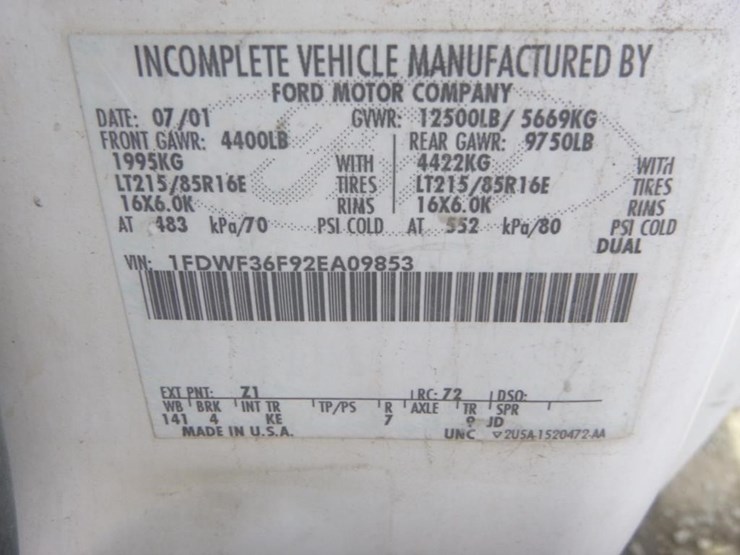 INCOMPLETE VEHICLE MANUFACTURED BY
FORD MOTOR COMPANY
DATE: 07/01 GVWR: 12500LB/ 5669KG
FRONT GAWR: 4400LB REAR GAWR: 9750LB
1995KG WITH 4422KG WITH
LT215/85R16E TIRES LT215/85R16E TIRES
16X6.0K RIMS 16X6.0K RIMS
AT 483 kPa/70 PSI COLD AT 552 kPa/80 PSI COLD
DUAL
VIN: 1FDWF36F92EA09853
EXT PNT: Z1 RC: 72 DSO:
WB BRK INT TR TP/PS R AXLE TR SPR
141 4 KE 7 9 JD
MADE IN U.S.A. UNC ▽2U5A-1520472-AA